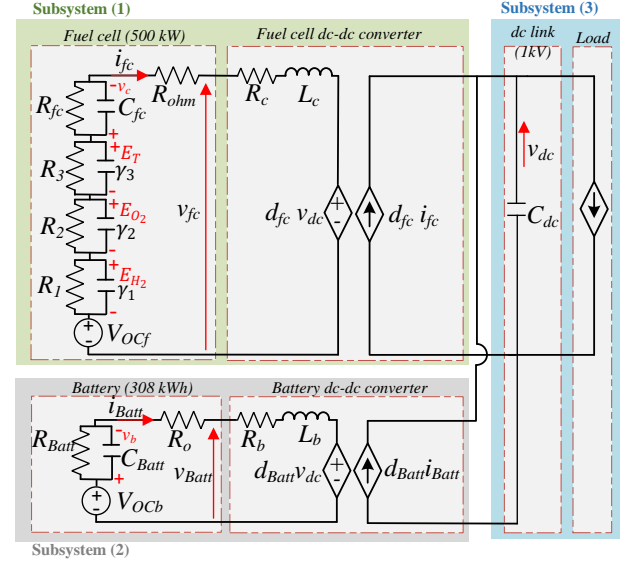 Subsystem (1)
Subsystem (3)
Fuel cell (500 kW)
Fuel cell dc-dc converter
dc link
(1kV)
Load
i_fc
R_ohm
R_c
L_c
R_fc
−v_c
C_fc
+
+
E_T
R_3
γ_3
−
+
E_O₂
R_2
γ_2
−
+
E_H₂
R_1
γ_1
−
+
−
V_OCf
v_fc
d_fc v_dc
+
−
d_fc i_fc
v_dc
C_dc
Battery (308 kWh)
Battery dc-dc converter
i_Batt
R_o
R_b
L_b
R_Batt
−v_b
C_Batt
+
v_Batt
+
−
V_OCb
d_Batt v_dc
+
−
d_Batt i_Batt
Subsystem (2)